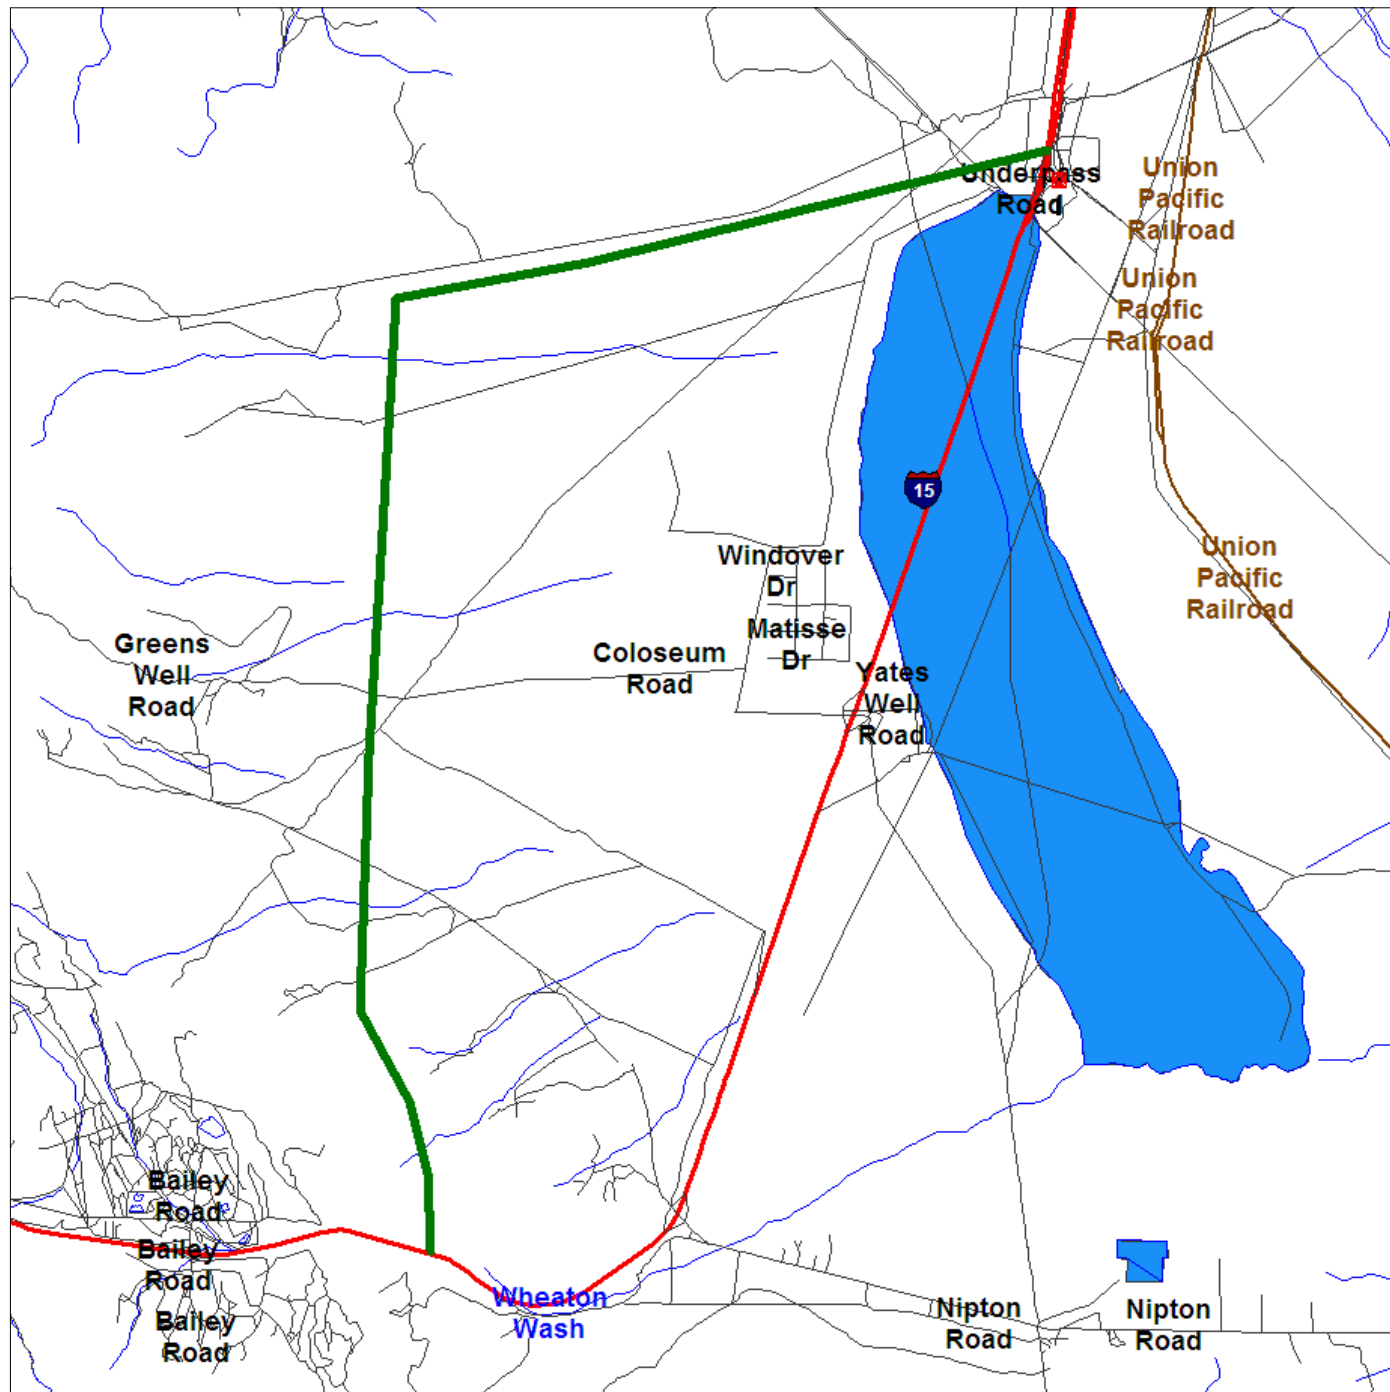 Underpass
Road
Union
Pacific
Railroad
Union
Pacific
Railroad
15
Windover
Dr
Union
Pacific
Railroad
Matisse
Dr
Greens
Well
Road
Coloseum
Road
Yates
Well
Road
Bailey
Road
Bailey
Road
Bailey
Road
Wheaton
Wash
Nipton
Road
Nipton
Road